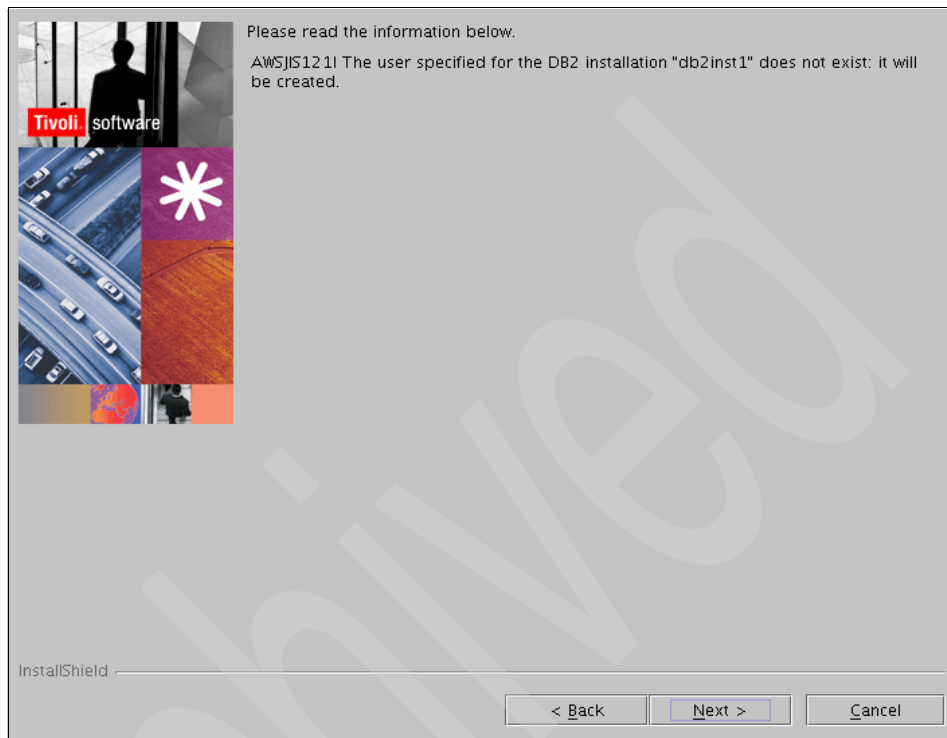 Please read the information below.
AWSJIS121I The user specified for the DB2 installation "db2inst1" does not exist: it will
be created.
Tivoli. software
InstallShield
< Back
Next >
Cancel